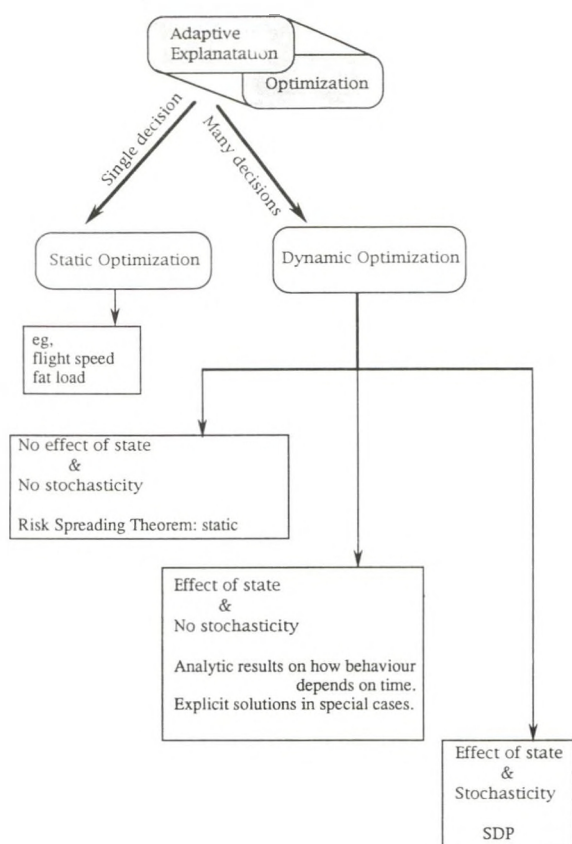 Adaptive
Explanatation
Optimization
Single decision
Many decisions
Static Optimization
Dynamic Optimization
eg,
flight speed
fat load
No effect of state
&
No stochasticity
Risk Spreading Theorem: static
Effect of state
&
No stochasticity
Analytic results on how behaviour
depends on time.
Explicit solutions in special cases.
Effect of state
&
Stochasticity
SDP